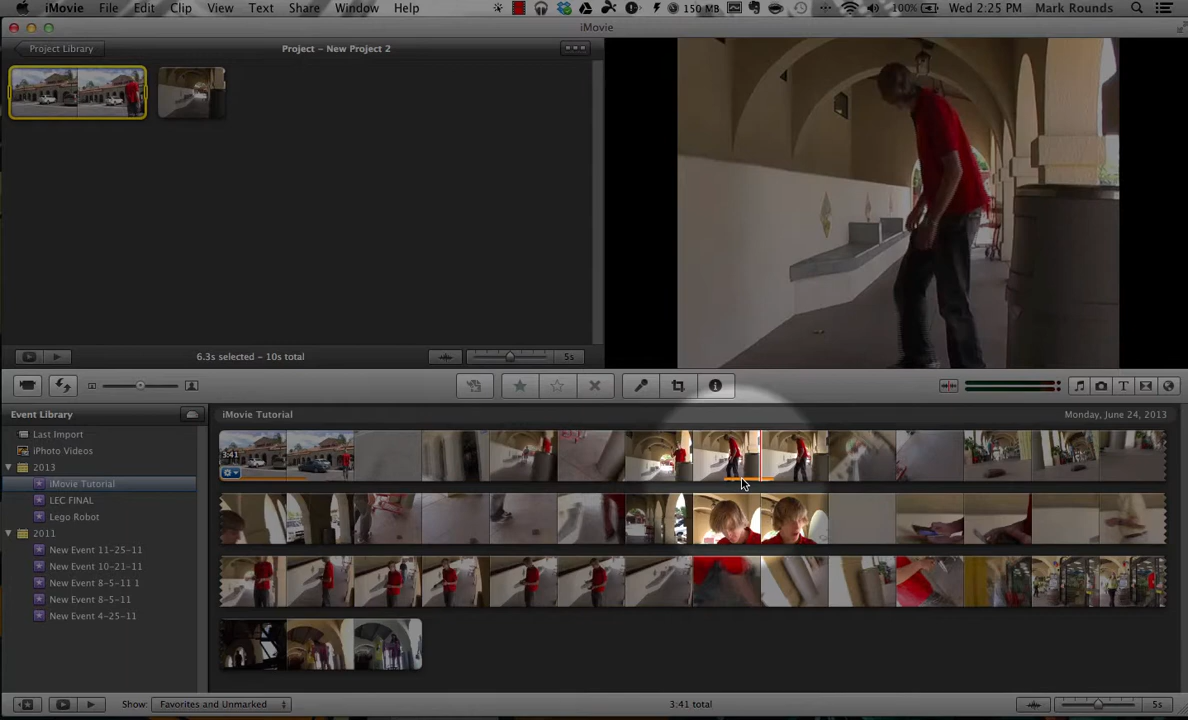 iMovie File Edit Clip View Text Share Window Help 150 MB 100% Wed 2:25 PM Mark Rounds
iMovie
Project Library
Project – New Project 2
6.3s selected – 10s total
5s
Event Library
iMovie Tutorial
Monday, June 24, 2013
Last Import
iPhoto Videos
2013
iMovie Tutorial
LEC FINAL
Lego Robot
2011
New Event 11-25-11
New Event 10-21-11
New Event 8-5-11 1
New Event 8-5-11
New Event 4-25-11
3:41
Show: Favorites and Unmarked
3:41 total
5s